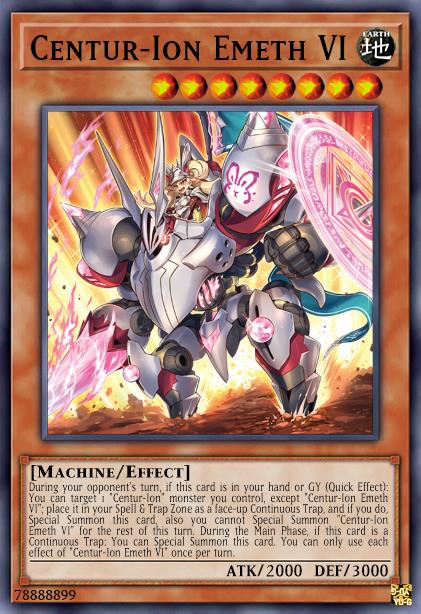 CENTUR-ION EMETH VI
EARTH
地
[MACHINE/EFFECT]
During your opponent's turn, if this card is in your hand or GY (Quick Effect):
You can target 1 "Centur-Ion" monster you control, except "Centur-Ion Emeth
VI"; place it in your Spell & Trap Zone as a face-up Continuous Trap, and if you do,
Special Summon this card, also you cannot Special Summon "Centur-Ion
Emeth VI" for the rest of this turn. During the Main Phase, if this card is a
Continuous Trap: You can Special Summon this card. You can only use each
effect of "Centur-Ion Emeth VI" once per turn.
ATK/2000 DEF/3000
78888899